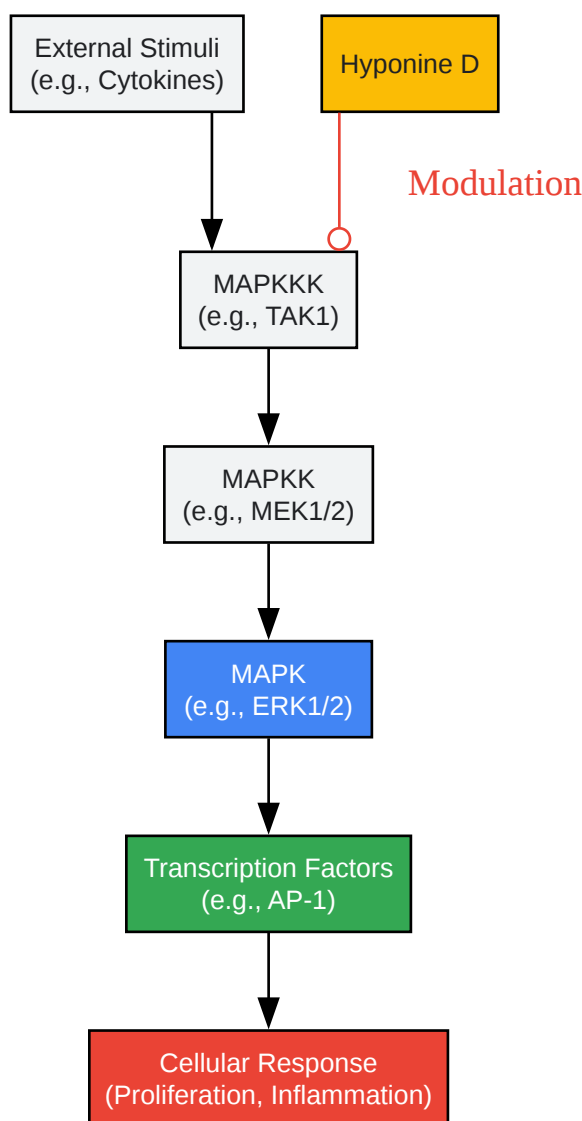 External Stimuli
(e.g., Cytokines)
Hyponine D
Modulation
MAPKKK
(e.g., TAK1)
MAPKK
(e.g., MEK1/2)
MAPK
(e.g., ERK1/2)
Transcription Factors
(e.g., AP-1)
Cellular Response
(Proliferation, Inflammation)